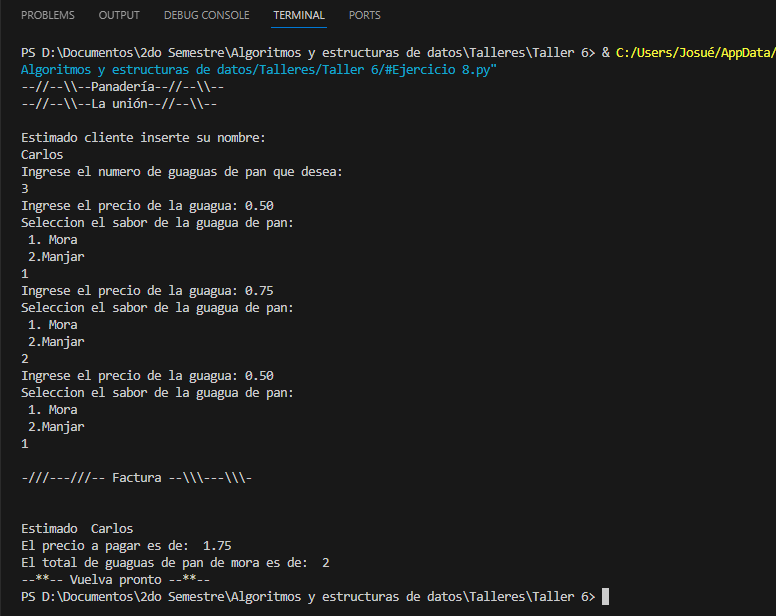 PROBLEMS OUTPUT DEBUG CONSOLE TERMINAL PORTS
PS D:\Documentos\2do Semestre\Algoritmos y estructuras de datos\Talleres\Taller 6> & C:/Users/Josué/AppData/
Algoritmos y estructuras de datos/Talleres/Taller 6/#Ejercicio 8.py"
--//--\\--Panadería--//--\\--
--//--\\--La unión--//--\\--
Estimado cliente inserte su nombre:
Carlos
Ingrese el numero de guaguas de pan que desea:
3
Ingrese el precio de la guagua: 0.50
Seleccion el sabor de la guagua de pan:
1. Mora
2.Manjar
1
Ingrese el precio de la guagua: 0.75
Seleccion el sabor de la guagua de pan:
1. Mora
2.Manjar
2
Ingrese el precio de la guagua: 0.50
Seleccion el sabor de la guagua de pan:
1. Mora
2.Manjar
1
-///---///-- Factura --\\\---\\\-
Estimado  Carlos
El precio a pagar es de:  1.75
El total de guaguas de pan de mora es de:  2
--**-- Vuelva pronto --**--
PS D:\Documentos\2do Semestre\Algoritmos y estructuras de datos\Talleres\Taller 6>